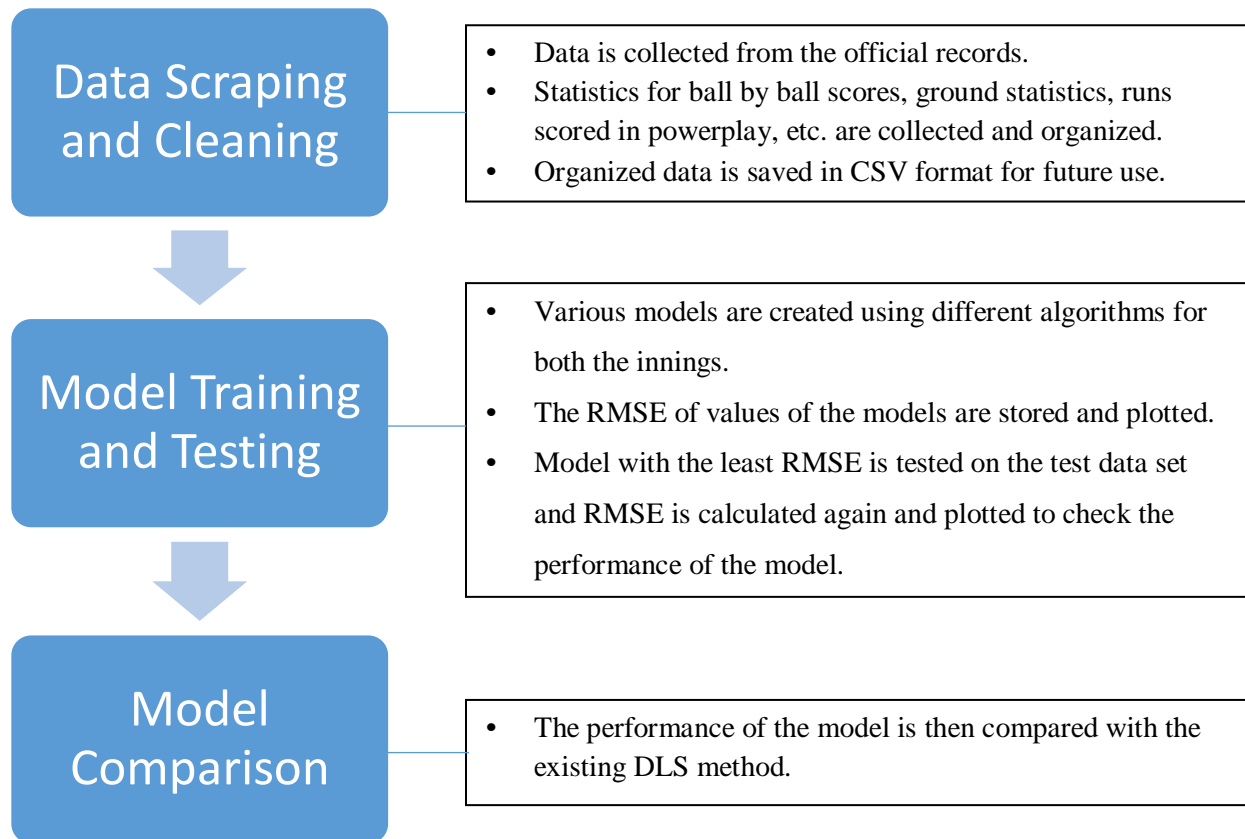 Data Scraping
and Cleaning
• Data is collected from the official records.
• Statistics for ball by ball scores, ground statistics, runs
scored in powerplay, etc. are collected and organized.
• Organized data is saved in CSV format for future use.
Model Training
and Testing
• Various models are created using different algorithms for
both the innings.
• The RMSE of values of the models are stored and plotted.
• Model with the least RMSE is tested on the test data set
and RMSE is calculated again and plotted to check the
performance of the model.
Model
Comparison
• The performance of the model is then compared with the
existing DLS method.